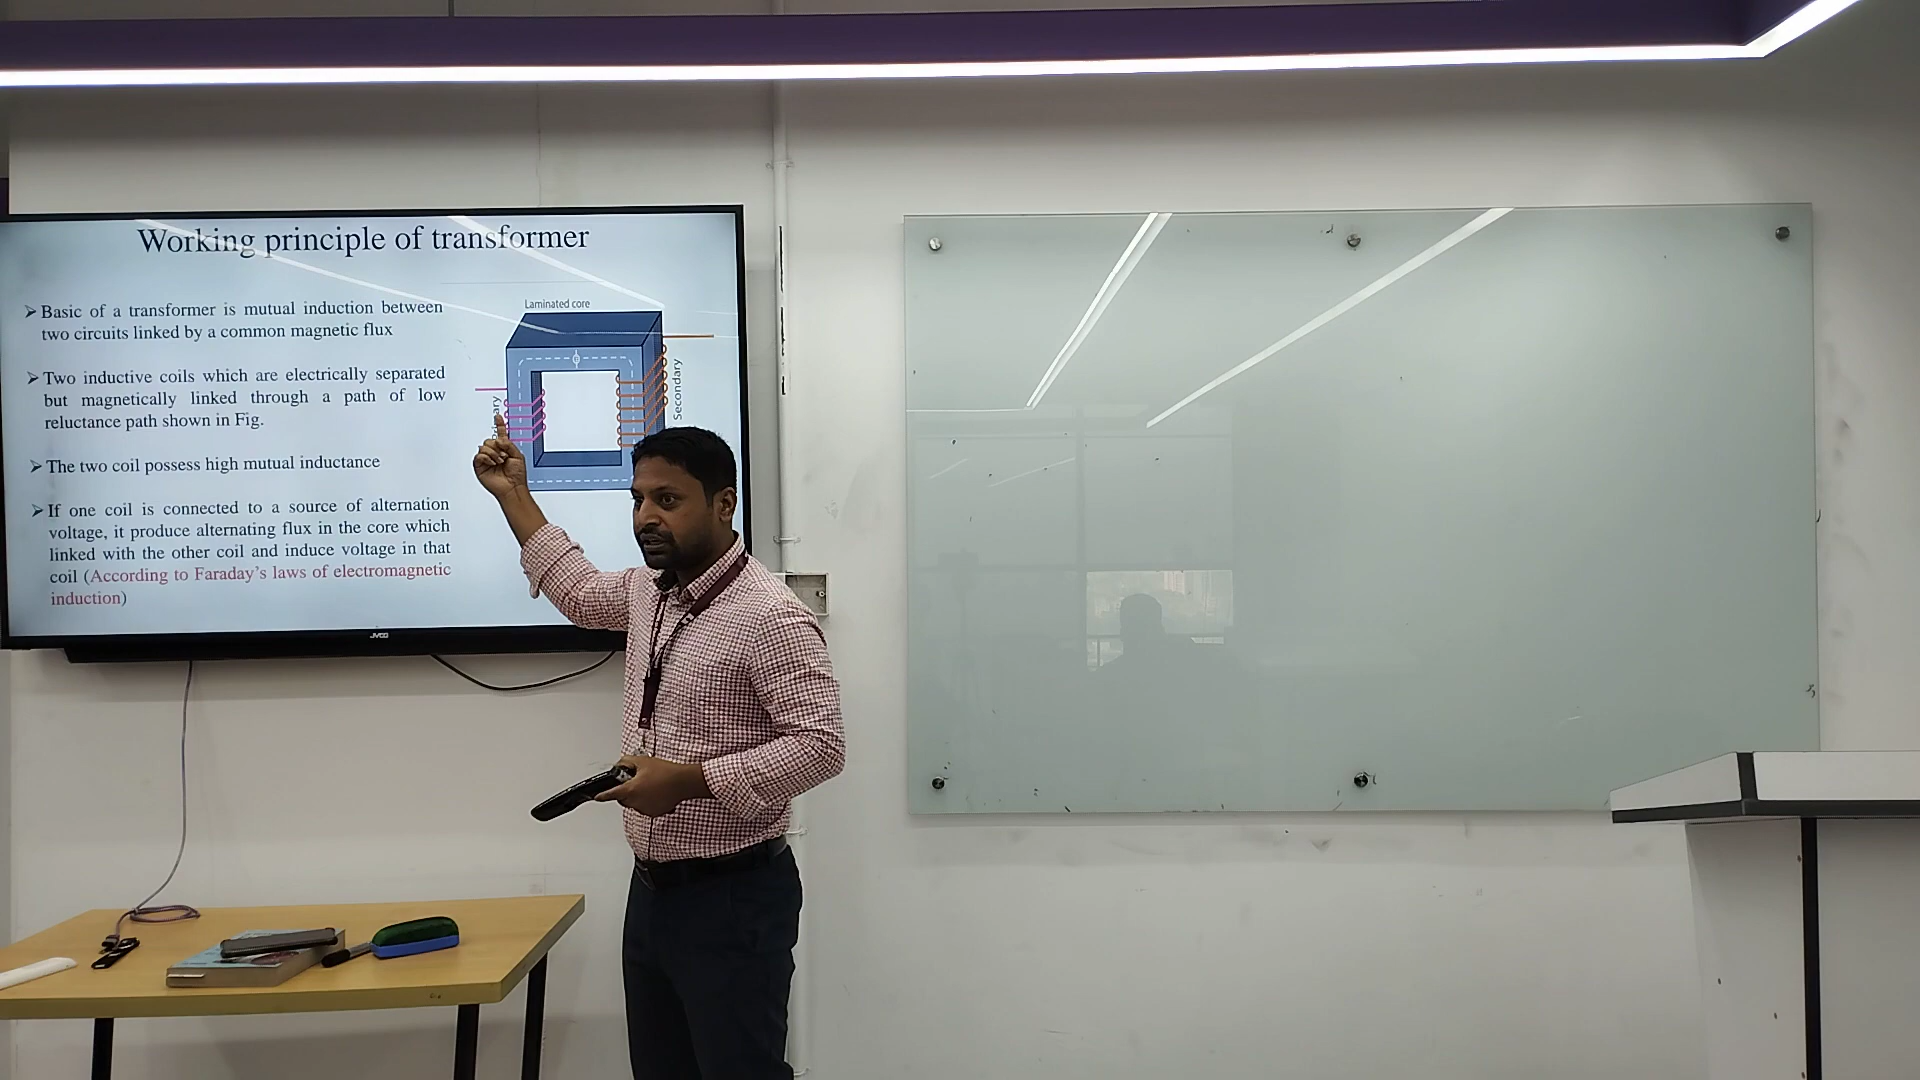 Working principle of transformer
Basic of a transformer is mutual induction between
two circuits linked by a common magnetic flux
Two inductive coils which are electrically separated
but magnetically linked through a path of low
reluctance path shown in Fig.
The two coil possess high mutual inductance
If one coil is connected to a source of alternation
voltage, it produce alternating flux in the core which
linked with the other coil and induce voltage in that
coil (According to Faraday's laws of electromagnetic
induction)
Laminated core
Secondary
JVCO